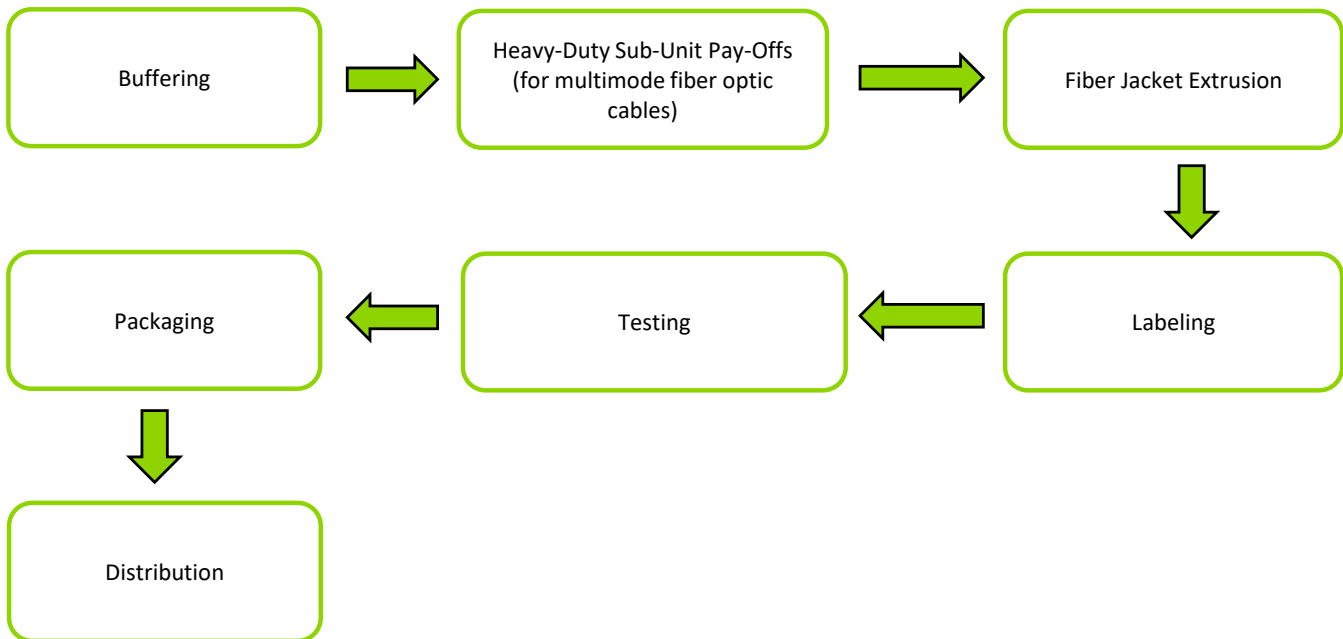 Buffering
Heavy-Duty Sub-Unit Pay-Offs
(for multimode fiber optic
cables)
Fiber Jacket Extrusion
Labeling
Testing
Packaging
Distribution